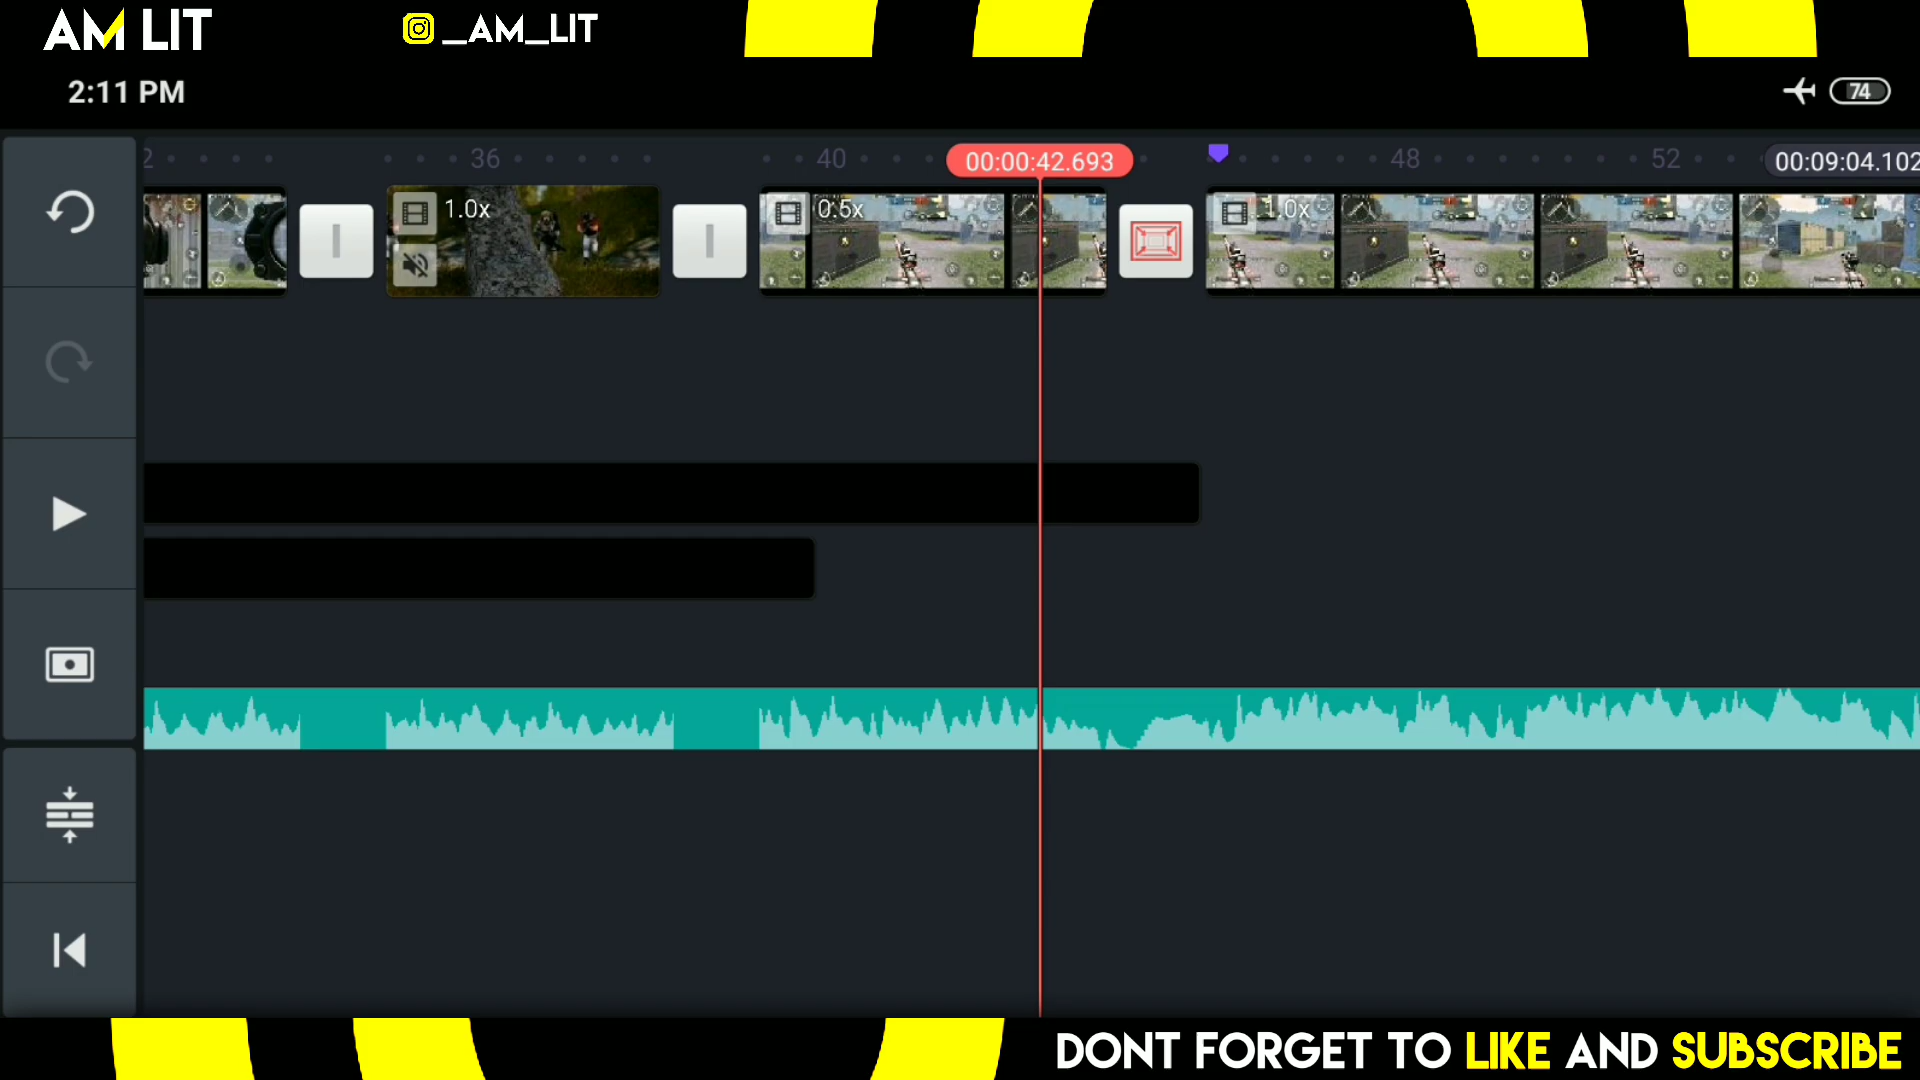 AM LIT
_AM_LIT
2:11 PM
74
2
36
40
00:00:42.693
48
52
00:09:04.102
1.0x
0.5x
1.0x
DONT FORGET TO LIKE AND SUBSCRIBE